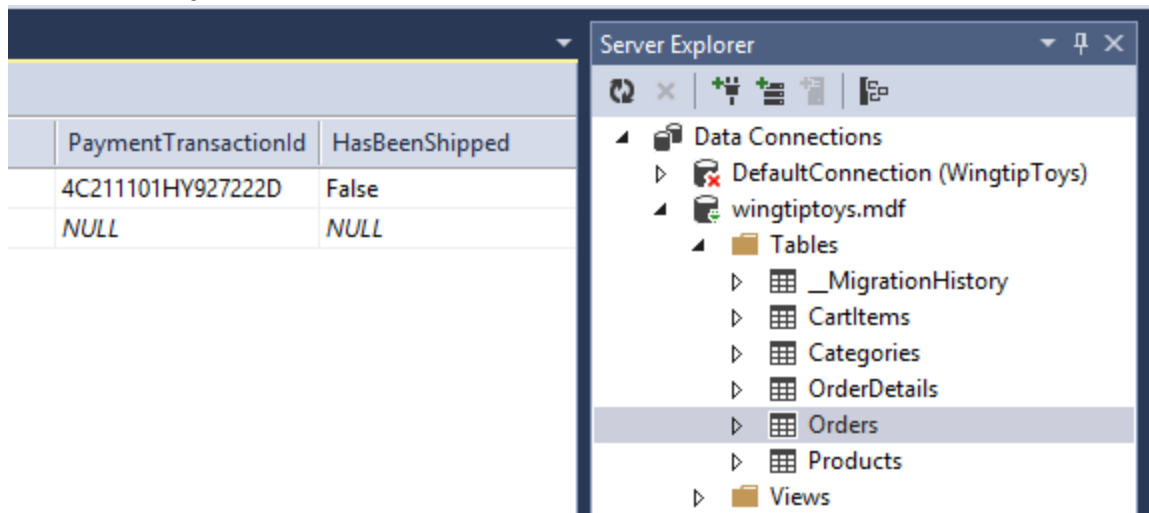 PaymentTransactionId HasBeenShipped
4C211101HY927222D False
NULL NULL
Server Explorer
Data Connections
DefaultConnection (WingtipToys)
wingtiptoys.mdf
Tables
__MigrationHistory
CartItems
Categories
OrderDetails
Orders
Products
Views